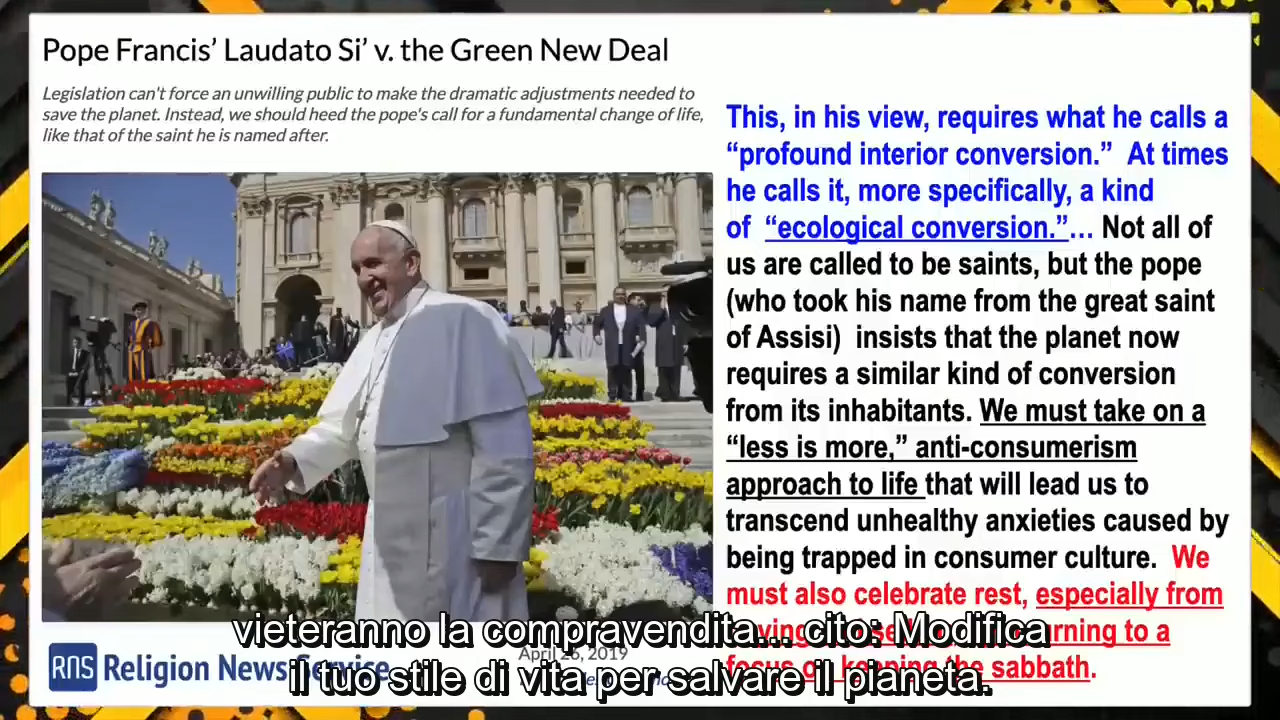 Pope Francis’ Laudato Si’ v. the Green New Deal
Legislation can't force an unwilling public to make the dramatic adjustments needed to
save the planet. Instead, we should heed the pope's call for a fundamental change of life,
like that of the saint he is named after.
This, in his view, requires what he calls a
“profound interior conversion.”  At times
he calls it, more specifically, a kind
of “ecological conversion.”… Not all of
us are called to be saints, but the pope
(who took his name from the great saint
of Assisi) insists that the planet now
requires a similar kind of conversion
from its inhabitants. We must take on a
“less is more,” anti-consumerism
approach to life that will lead us to
transcend unhealthy anxieties caused by
being trapped in consumer culture. We
must also celebrate rest, especially from
to a
focus on keeping the sabbath.
RNS Religion News Service
April 26, 2019
vieteranno la compravendita... cito: Modifica
il tuo stile di vita per salvare il pianeta.